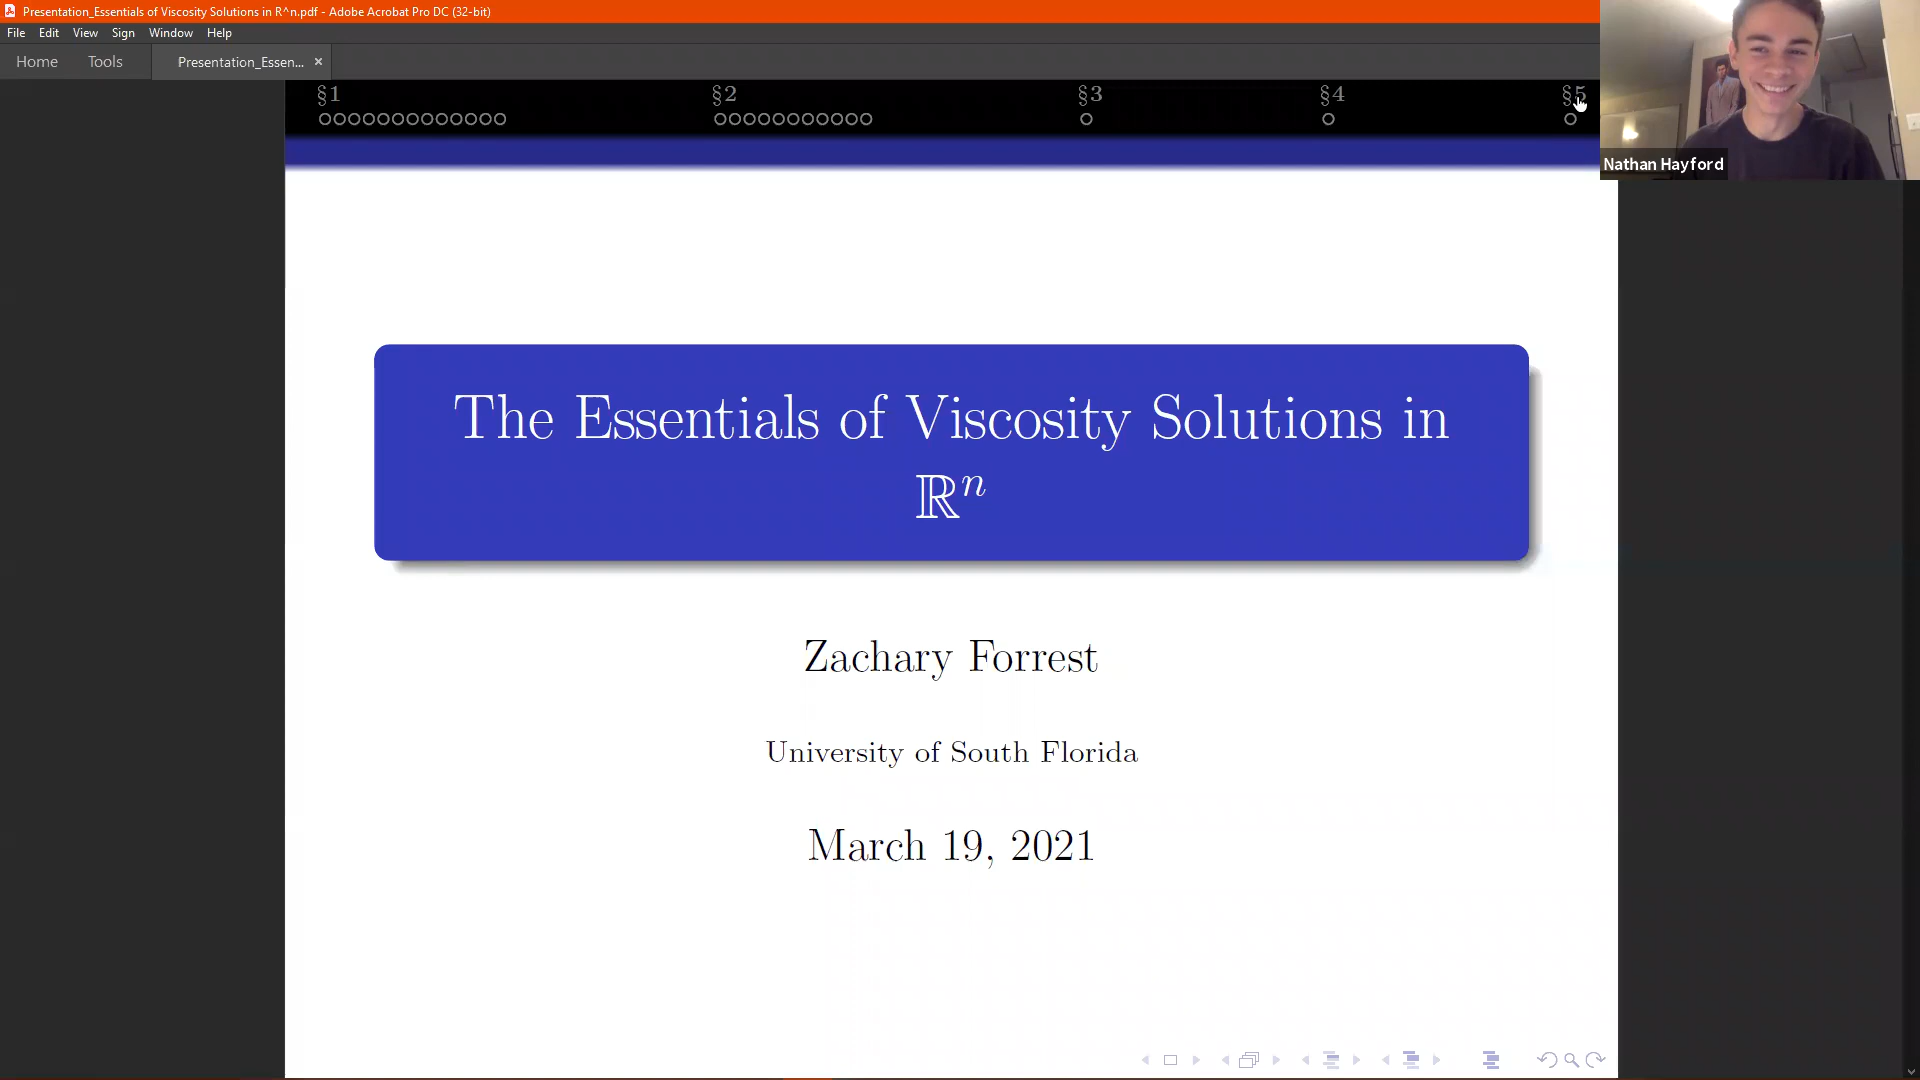 Presentation_Essentials of Viscosity Solutions in R^n.pdf - Adobe Acrobat Pro DC (32-bit)
File Edit View Sign Window Help
Home Tools Presentation_Essen... ×
§1 §2 §3 §4 §5
Nathan Hayford
The Essentials of Viscosity Solutions in
ℝⁿ
Zachary Forrest
University of South Florida
March 19, 2021